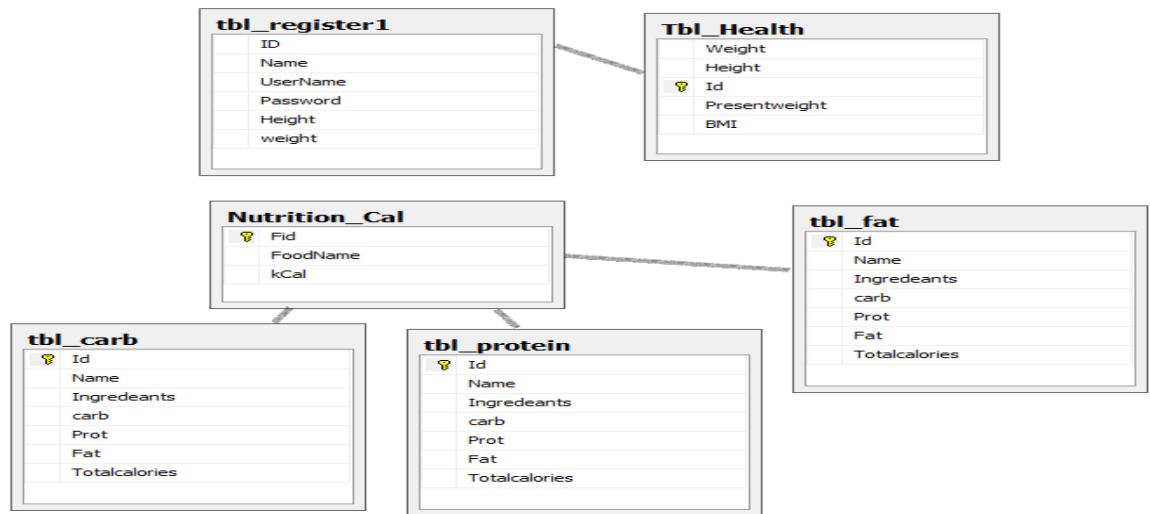 tbl_register1
ID
Name
UserName
Password
Height
weight
Tbl_Health
Weight
Height
Id
Presentweight
BMI
Nutrition_Cal
Fid
FoodName
kCal
tbl_fat
Id
Name
Ingredeants
carb
Prot
Fat
Totalcalories
tbl_carb
Id
Name
Ingredeants
carb
Prot
Fat
Totalcalories
tbl_protein
Id
Name
Ingredeants
carb
Prot
Fat
Totalcalories